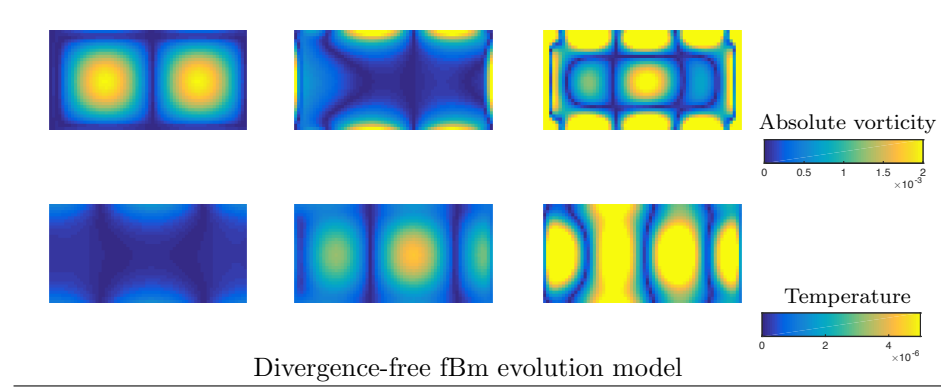 Absolute vorticity
0 0.5 1 1.5 2
×10⁻³
Temperature
0 2 4
×10⁻⁶
Divergence-free fBm evolution model